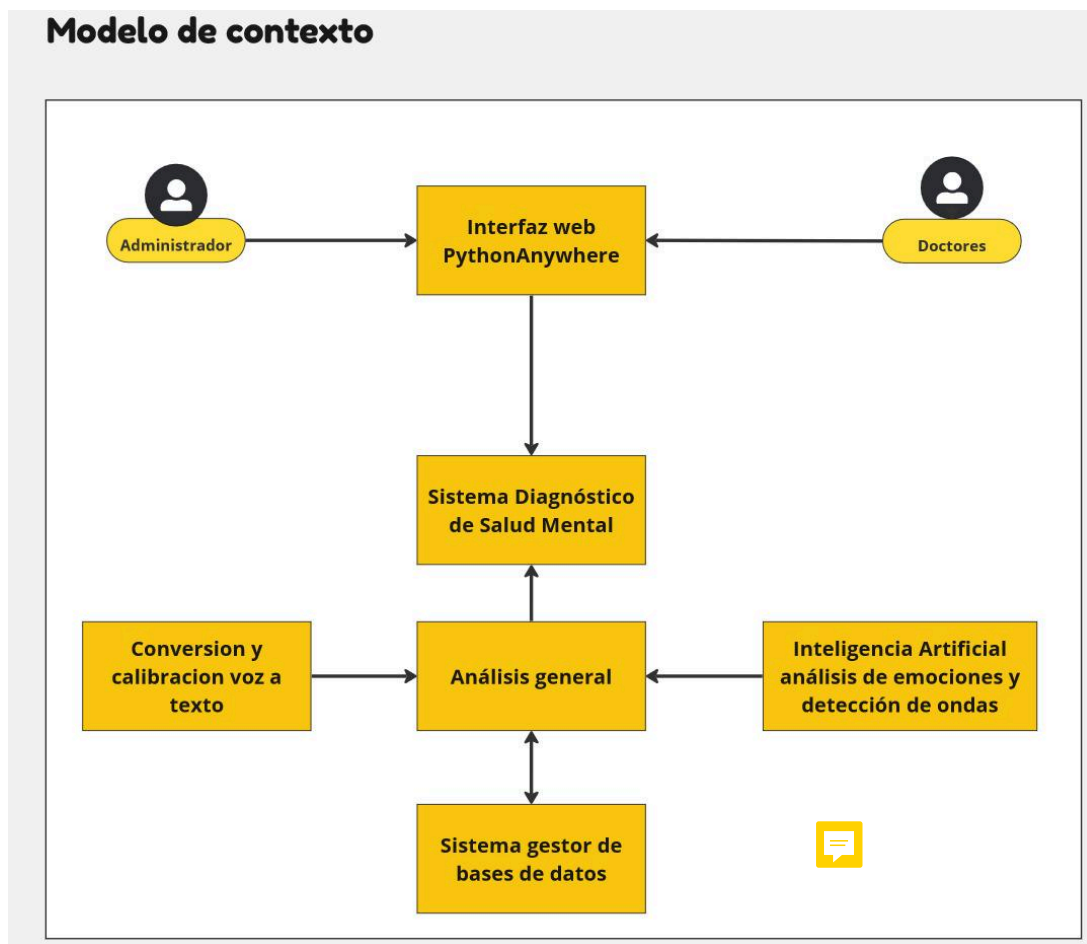 Modelo de contexto
Administrador
Interfaz web
PythonAnywhere
Doctores
Sistema Diagnóstico
de Salud Mental
Conversion y
calibracion voz a
texto
Análisis general
Inteligencia Artificial
análisis de emociones y
detección de ondas
Sistema gestor de
bases de datos